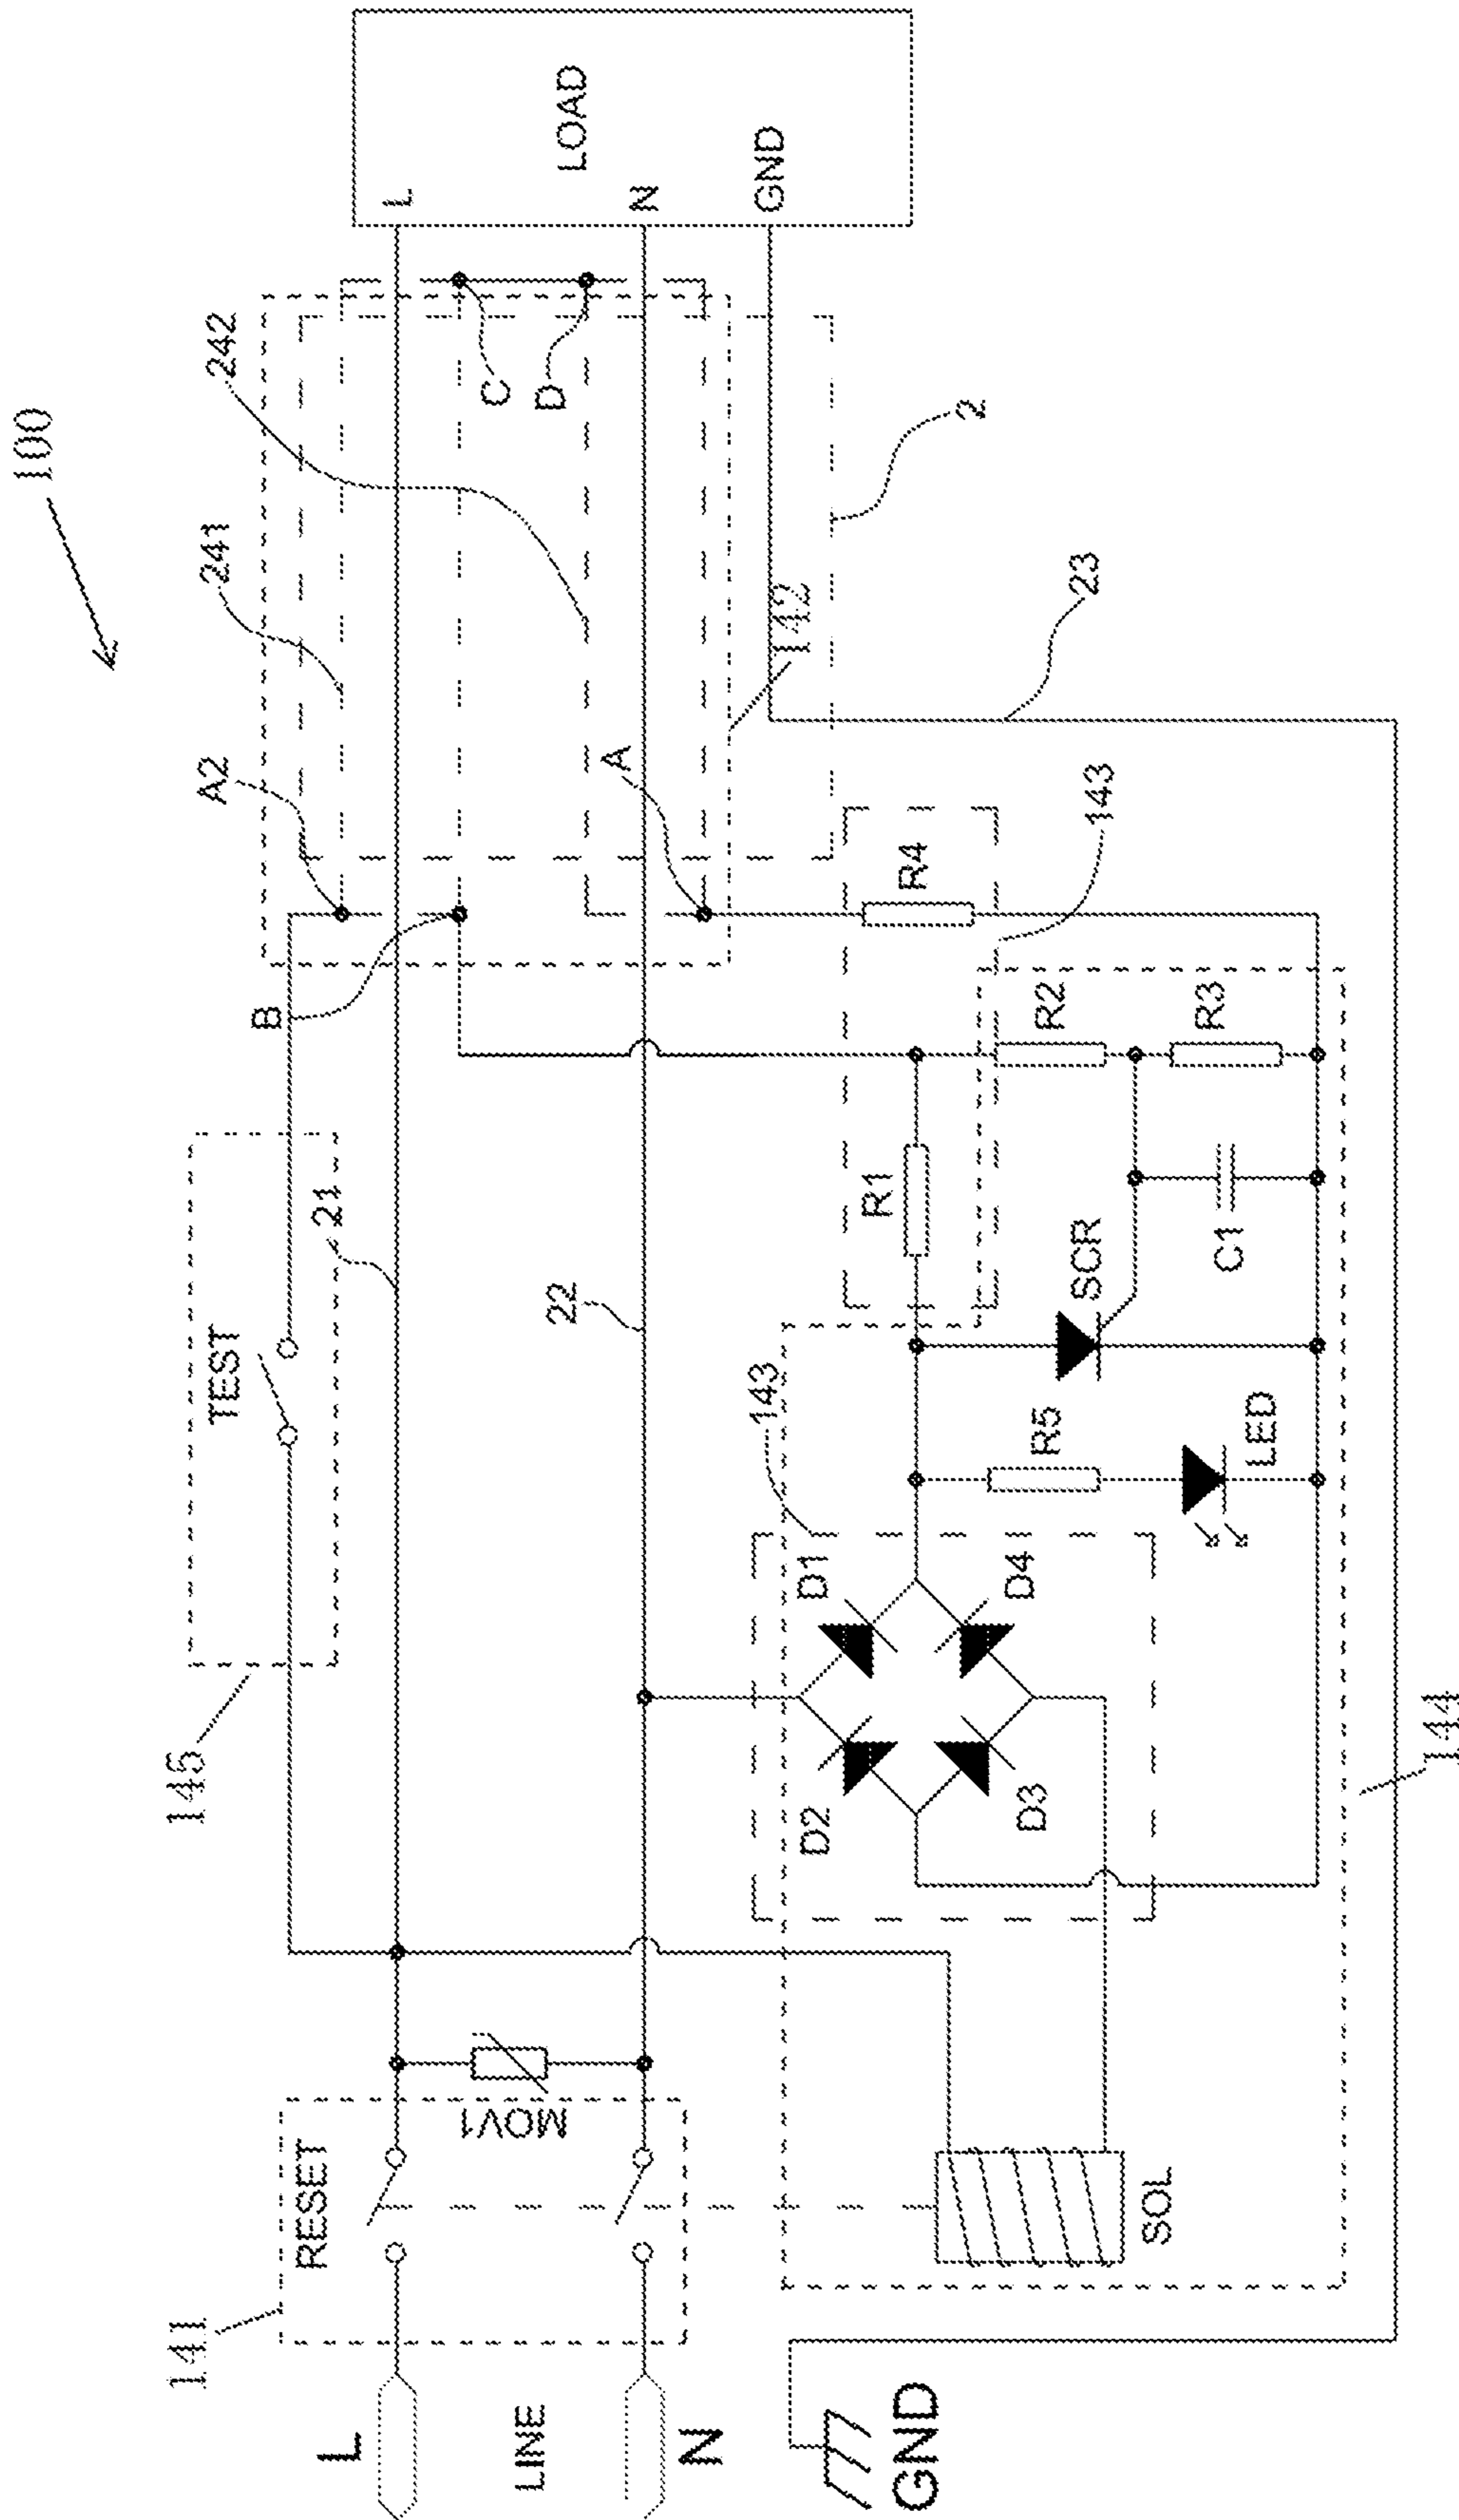 100
242
241
A2
B
TEST
21
145
RESET
141
L
LINE
N
GND
MOV1
22
A
C
D
L
LOAD
N
GND
2
142
23
143
R4
R1
R2
R3
C1
SCR
143
R5
LED
D1
D4
D2
D3
144
SOL